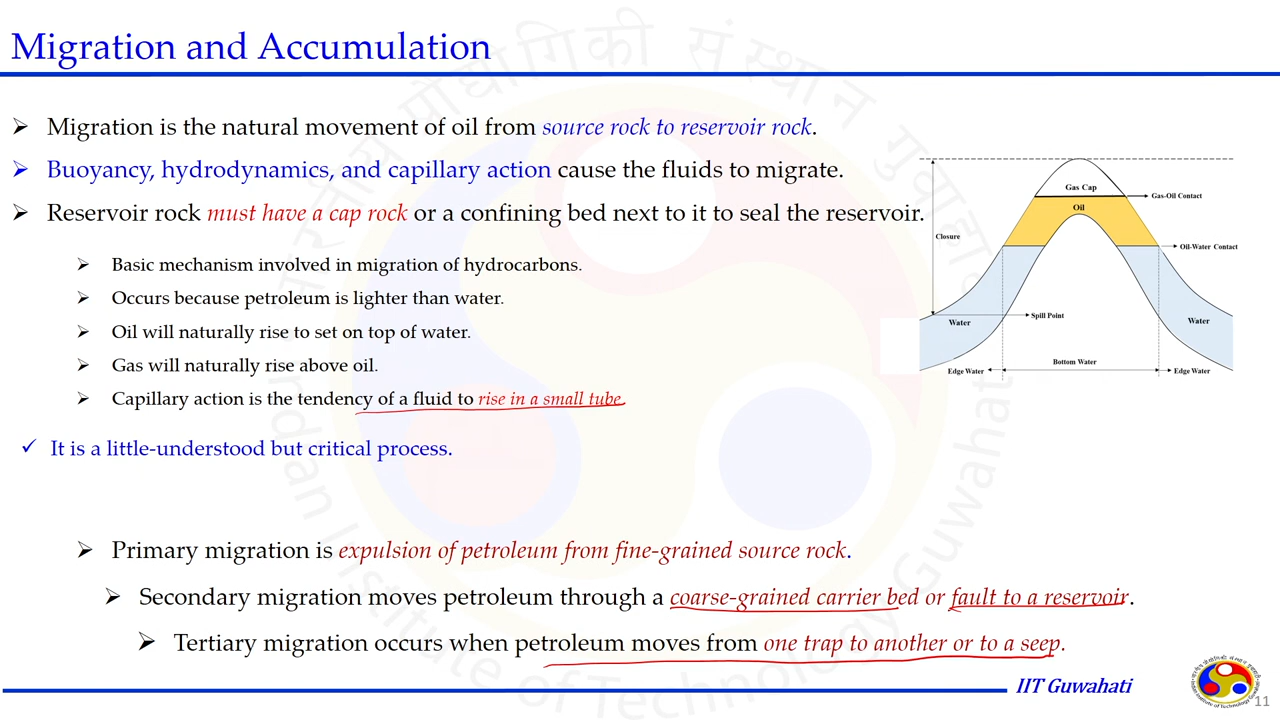 Migration and Accumulation
Migration is the natural movement of oil from source rock to reservoir rock.
Buoyancy, hydrodynamics, and capillary action cause the fluids to migrate.
Reservoir rock must have a cap rock or a confining bed next to it to seal the reservoir.
Basic mechanism involved in migration of hydrocarbons.
Occurs because petroleum is lighter than water.
Oil will naturally rise to set on top of water.
Gas will naturally rise above oil.
Capillary action is the tendency of a fluid to rise in a small tube.
It is a little-understood but critical process.
Primary migration is expulsion of petroleum from fine-grained source rock.
Secondary migration moves petroleum through a coarse-grained carrier bed or fault to a reservoir.
Tertiary migration occurs when petroleum moves from one trap to another or to a seep.
Gas Cap
Gas-Oil Contact
Oil
Closure
Oil-Water Contact
Spill Point
Water
Water
Bottom Water
Edge Water
Edge Water
IIT Guwahati
11
Indian Institute of Technology Guwahati